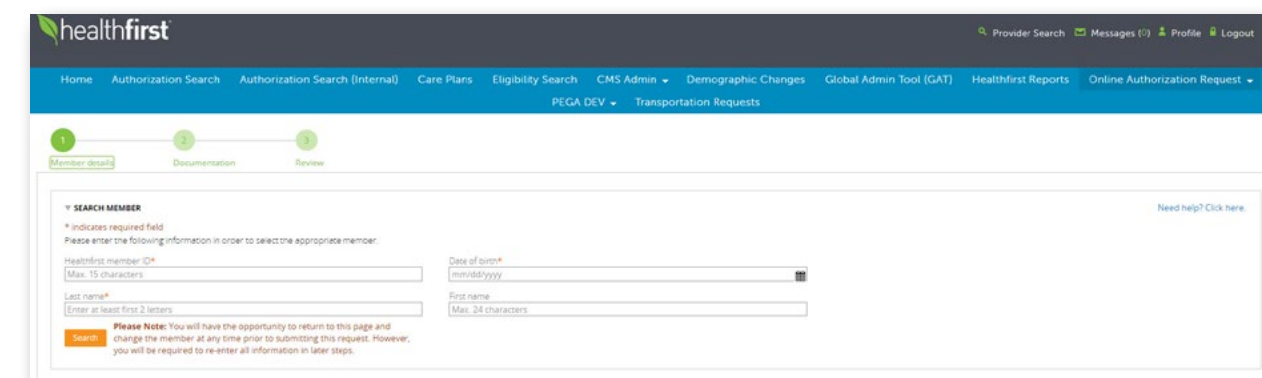 healthfirst
Provider Search Messages (0) Profile Logout
Home Authorization Search Authorization Search (Internal) Care Plans Eligibility Search CMS Admin Demographic Changes Global Admin Tool (GAT) Healthfirst Reports Online Authorization Request
PEGA DEV Transportation Requests
1 2 3
Member details Documentation Review
SEARCH MEMBER Need help? Click here.
* indicates required field
Please enter the following information in order to select the appropriate member.
Healthfirst member ID* Date of birth*
Max. 15 characters mm/dd/yyyy
Last name* First name
Enter at least first 2 letters Max. 24 characters
Search Please Note: You will have the opportunity to return to this page and
change the member at any time prior to submitting this request. However,
you will be required to re-enter all information in later steps.